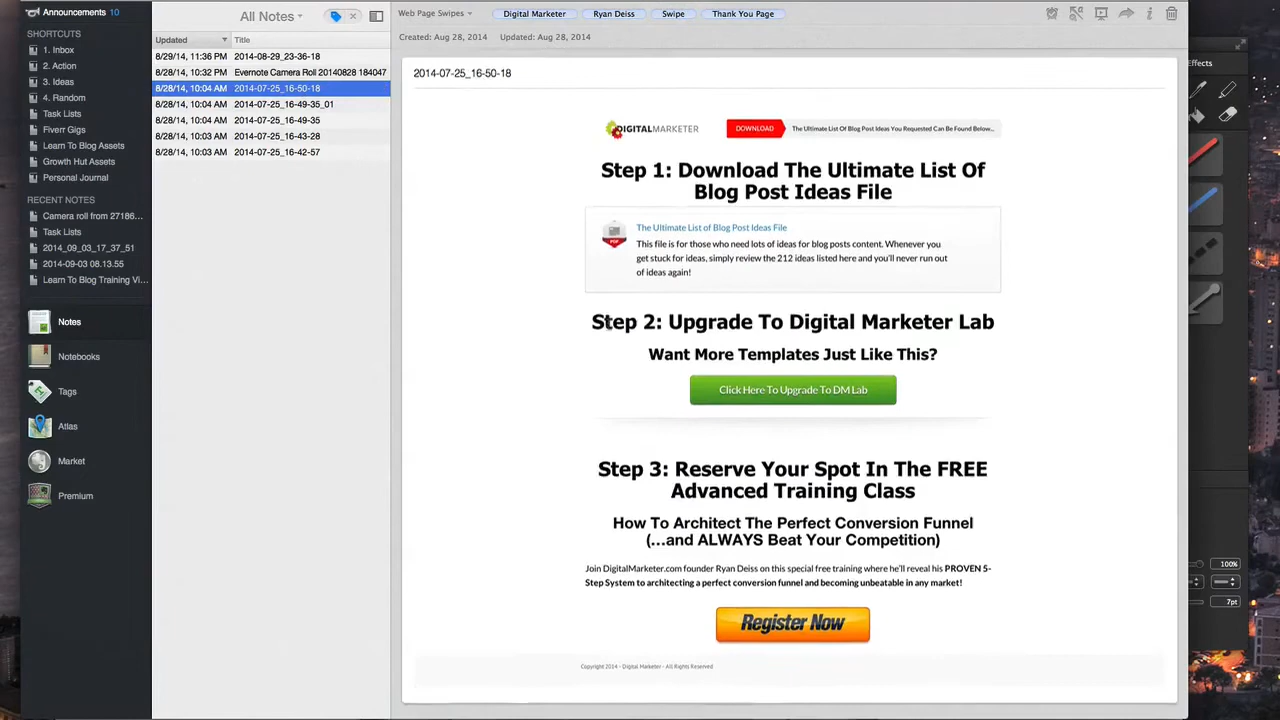 Announcements 10
SHORTCUTS
1. Inbox
2. Action
3. Ideas
4. Random
Task Lists
Fiverr Gigs
Learn To Blog Assets
Growth Hut Assets
Personal Journal
RECENT NOTES
Camera roll from 27186...
Task Lists
2014_09_03_17_37_51
2014-09-03 08.13.55
Learn To Blog Training Vi...
Notes
Notebooks
Tags
Atlas
Market
Premium
All Notes
Updated Title
8/29/14, 11:36 PM 2014-08-29_23-36-18
8/28/14, 10:32 PM Evernote Camera Roll 20140828 184047
8/28/14, 10:04 AM 2014-07-25_16-50-18
8/28/14, 10:04 AM 2014-07-25_16-49-35_01
8/28/14, 10:04 AM 2014-07-25_16-49-35
8/28/14, 10:03 AM 2014-07-25_16-43-28
8/28/14, 10:03 AM 2014-07-25_16-42-57
Web Page Swipes Digital Marketer Ryan Deiss Swipe Thank You Page
Created: Aug 28, 2014 Updated: Aug 28, 2014
2014-07-25_16-50-18
DIGITALMARKETER
DOWNLOAD The Ultimate List Of Blog Post Ideas You Requested Can Be Found Below...
Step 1: Download The Ultimate List Of
Blog Post Ideas File
PDF
The Ultimate List of Blog Post Ideas File
This file is for those who need lots of ideas for blog posts content. Whenever you
get stuck for ideas, simply review the 212 ideas listed here and you'll never run out
of ideas again!
Step 2: Upgrade To Digital Marketer Lab
Want More Templates Just Like This?
Click Here To Upgrade To DM Lab
Step 3: Reserve Your Spot In The FREE
Advanced Training Class
How To Architect The Perfect Conversion Funnel
(...and ALWAYS Beat Your Competition)
Join DigitalMarketer.com founder Ryan Deiss on this special free training where he'll reveal his PROVEN 5-
Step System to architecting a perfect conversion funnel and becoming unbeatable in any market!
Register Now
Copyright 2014 - Digital Marketer - All Rights Reserved
Effects
100%
7pt